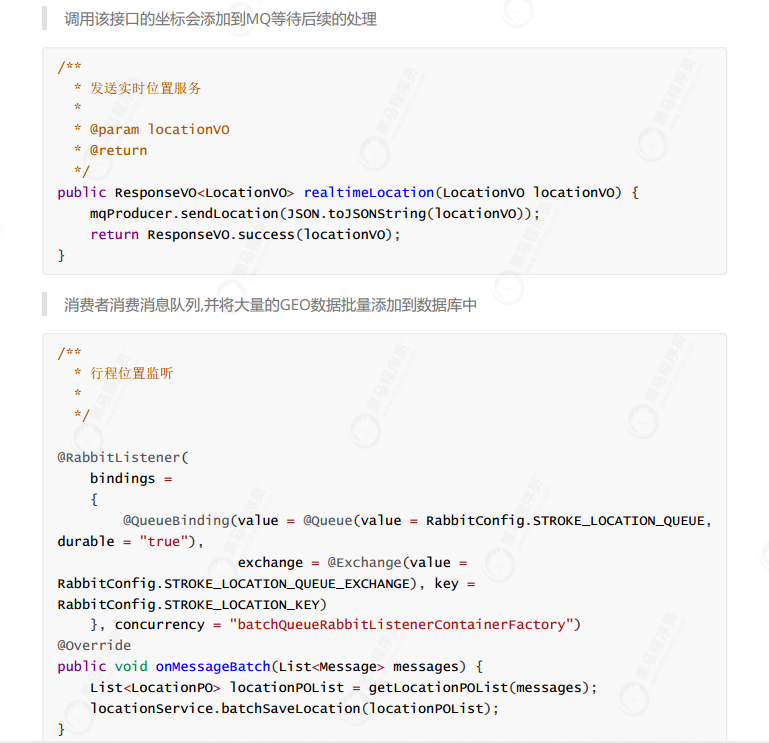 调用该接口的坐标会添加到MQ等待后续的处理
/**
 * 发送实时位置服务
 *
 * @param locationVO
 * @return
 */
public ResponseVO<LocationVO> realtimeLocation(LocationVO locationVO) {
    mqProducer.sendLocation(JSON.toJSONString(locationVO));
    return ResponseVO.success(locationVO);
}
消费者消费消息队列,并将大量的GEO数据批量添加到数据库中
/**
 * 行程位置监听
 *
 */
@RabbitListener(
    bindings =
    {
        @QueueBinding(value = @Queue(value = RabbitConfig.STROKE_LOCATION_QUEUE,
durable = "true"),
                      exchange = @Exchange(value =
RabbitConfig.STROKE_LOCATION_QUEUE_EXCHANGE), key =
RabbitConfig.STROKE_LOCATION_KEY)
    }, concurrency = "batchQueueRabbitListenerContainerFactory")
@Override
public void onMessageBatch(List<Message> messages) {
    List<LocationPO> locationPOList = getLocationPOList(messages);
    locationService.batchSaveLocation(locationPOList);
}